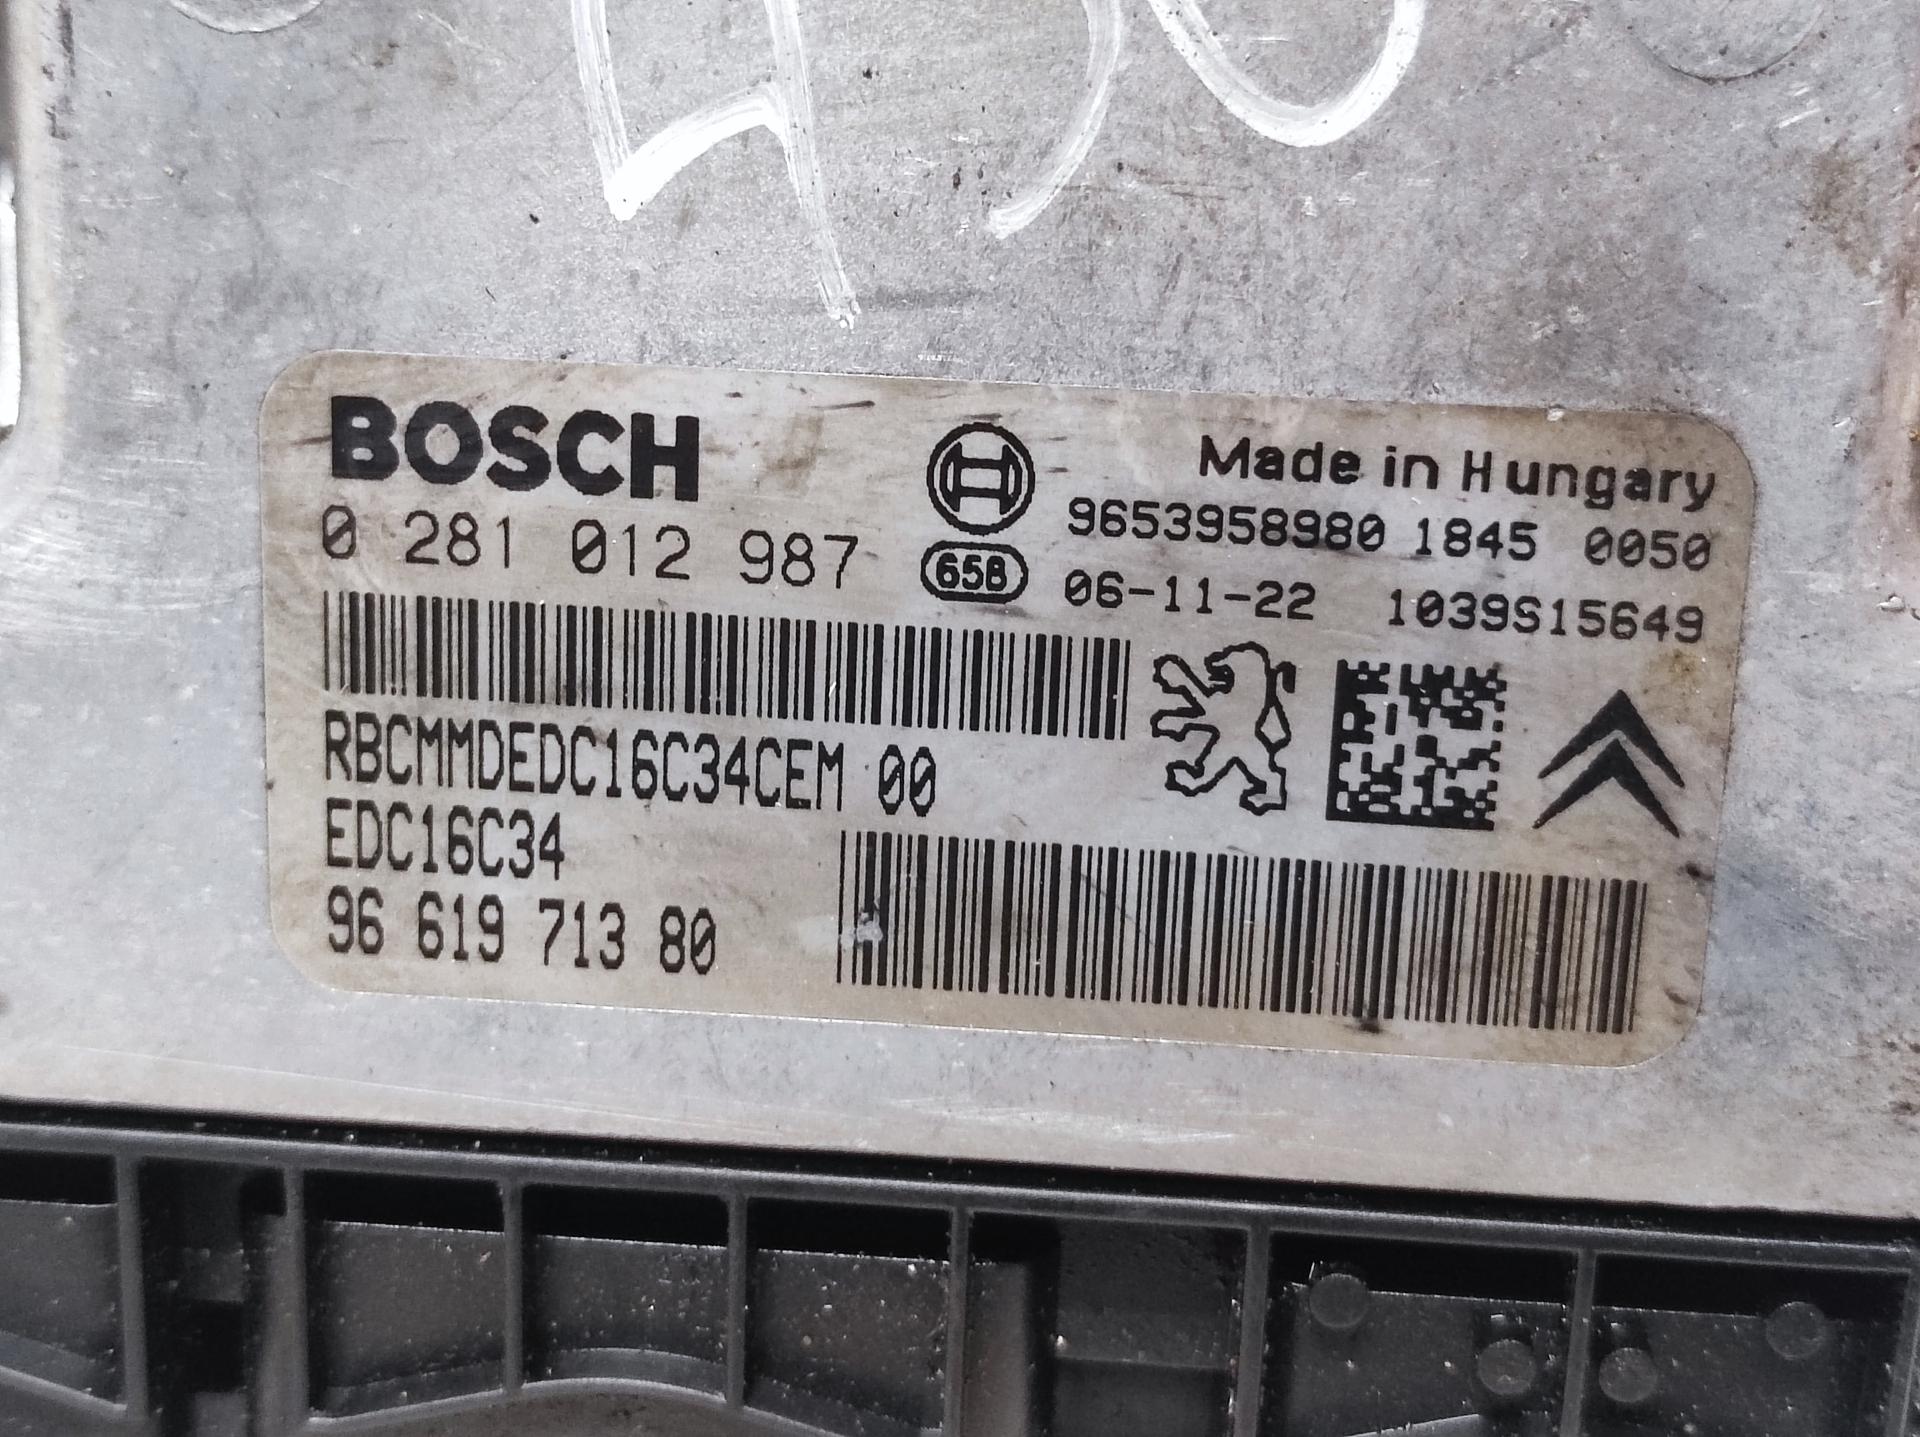 430
BOSCH
0 281 012 987
658
Made in Hungary
9653958980 1845 0050
06-11-22 1039S15649
RBCMMDEDC16C34CEM 00
EDC16C34
96 619 713 80